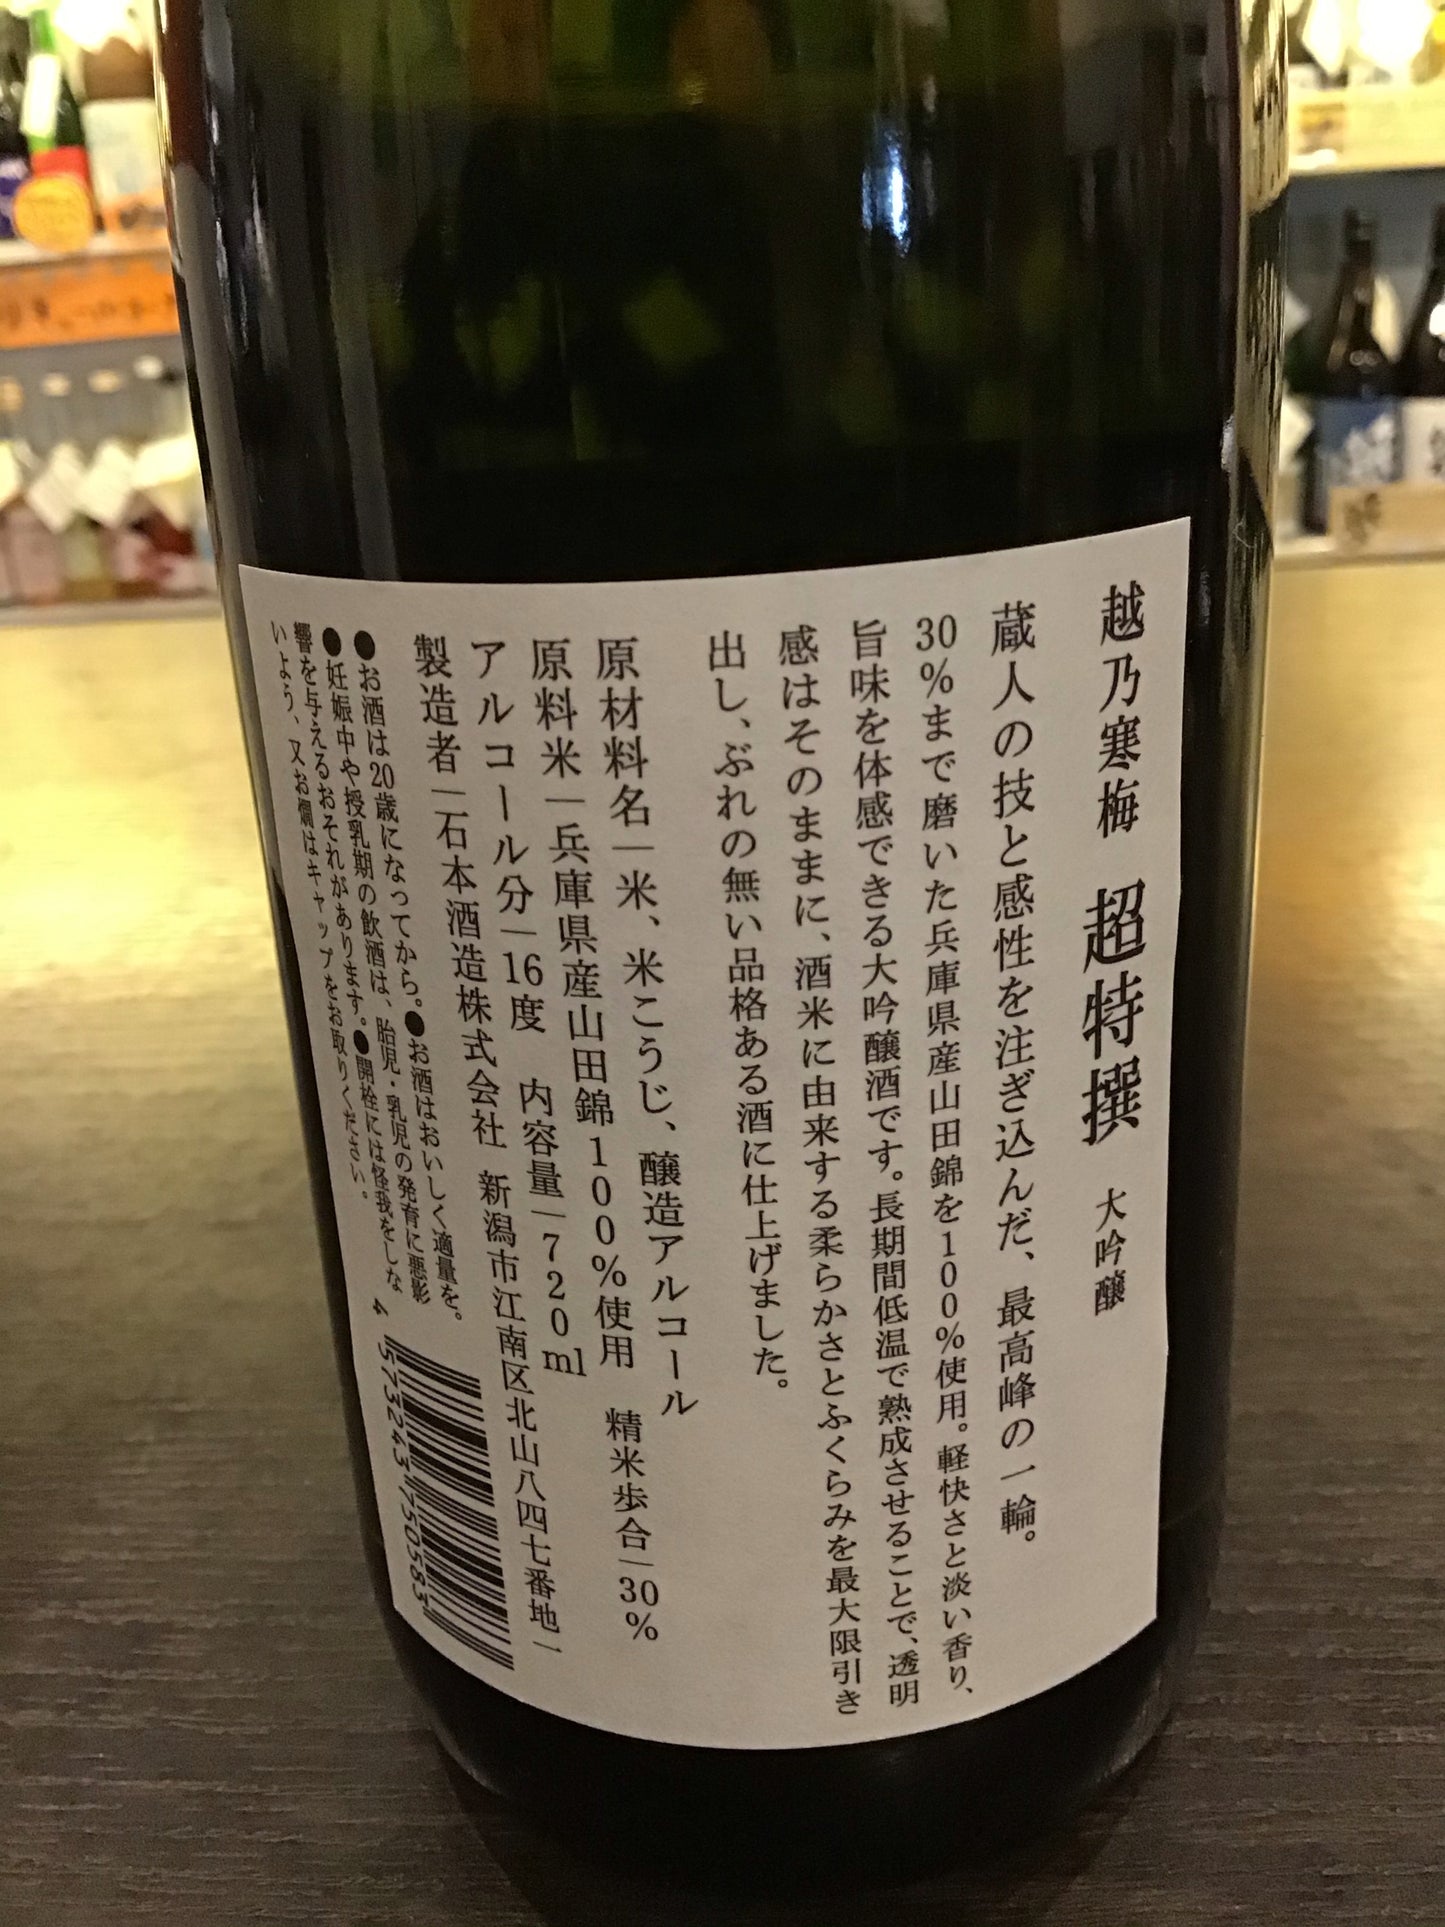 越乃寒梅 超特撰 大吟醸
蔵人の技と感性を注ぎ込んだ、最高峰の一輪。
30%まで磨いた兵庫県産山田錦を100%使用。軽快さと淡い香り、
旨味を体感できる大吟醸酒です。長期間低温で熟成させることで、透明
感はそのままに、酒米に由来する柔らかさとふくらみを最大限引き
出し、ぶれの無い品格ある酒に仕上げました。
原材料名|米、米こうじ、醸造アルコール
原料米|兵庫県産山田錦100%使用 精米歩合|30%
アルコール分|16度 内容量|720ml
製造者|石本酒造株式会社 新潟市江南区北山八四七番地一
●お酒は20歳になってから。●お酒はおいしく適量を。
●妊娠中や授乳期の飲酒は、胎児・乳児の発育に悪影
響を与えるおそれがあります。●開栓には怪我をしな
いよう、又お燗はキャップをお取りください。
4 573243 750583